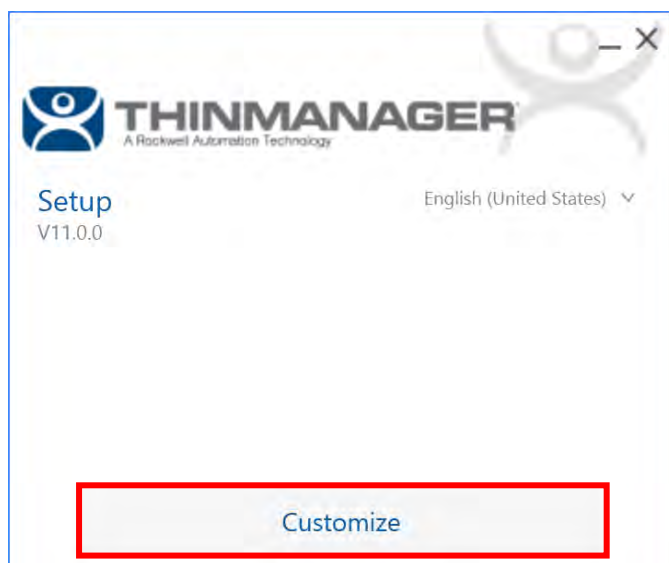 THINMANAGER
A Rockwell Automation Technology
Setup
English (United States)
V11.0.0
Customize